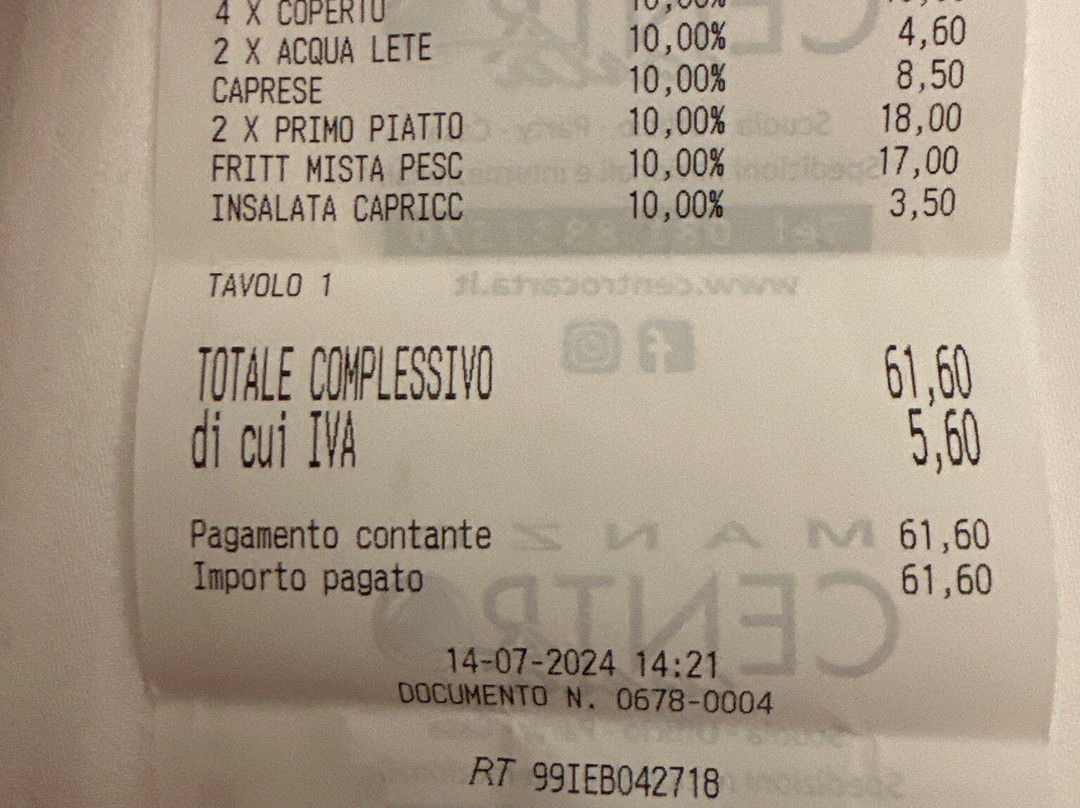 4 X COPERTO
2 X ACQUA LETE 10,00% 4,60
CAPRESE 10,00% 8,50
2 X PRIMO PIATTO 10,00% 18,00
FRITT MISTA PESC 10,00% 17,00
INSALATA CAPRICC 10,00% 3,50
TAVOLO 1
www.centrocarta.it
TOTALE COMPLESSIVO 61,60
di cui IVA 5,60
Pagamento contante 61,60
Importo pagato 61,60
14-07-2024 14:21
DOCUMENTO N. 0678-0004
RT 99IEB042718